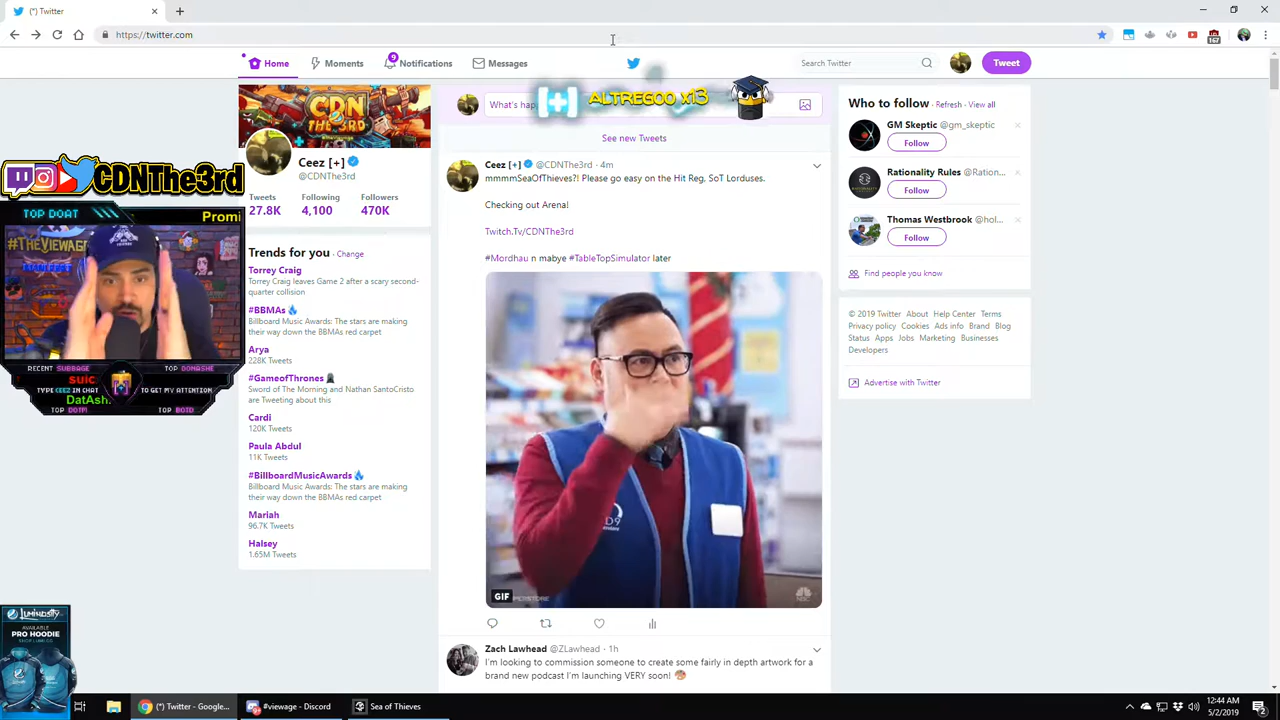 (*) Twitter
https://twitter.com
167
Home
Moments
9
Notifications
Messages
Search Twitter
Tweet
What's hap
ALTREGOO x13
See new Tweets
CDN
THE 3RD
Ceez [+]
@CDNThe3rd
Tweets
Following
Followers
27.8K
4,100
470K
CDNThe3rd
TOP DOAT
Promi
#THEVIEWAGE
RECENT SUBBAGE
TOP DONASHE
suic
TYPE CEEZ IN CHAT
TO GET MY ATTENTION
DatAsh
TOP DOTM
TOP BOTD
Trends for you · Change
Torrey Craig
Torrey Craig leaves Game 2 after a scary second-
quarter collision
#BBMAs
Billboard Music Awards: The stars are making
their way down the BBMAs red carpet
Arya
228K Tweets
#GameofThrones
Sword of The Morning and Nathan SantoCristo
are Tweeting about this
Cardi
120K Tweets
Paula Abdul
11K Tweets
#BillboardMusicAwards
Billboard Music Awards: The stars are making
their way down the BBMAs red carpet
Mariah
96.7K Tweets
Halsey
1.65M Tweets
Ceez [+] @CDNThe3rd · 4m
mmmmSeaOfThieves?! Please go easy on the Hit Reg, SoT Lorduses.
Checking out Arena!
Twitch.Tv/CDNThe3rd
#Mordhau n mabye #TableTopSimulator later
GIF
NBC
Zach Lawhead @ZLawhead · 1h
I'm looking to commission someone to create some fairly in depth artwork for a
brand new podcast I'm launching VERY soon!
Who to follow · Refresh · View all
GM Skeptic @gm_skeptic
Follow
Rationality Rules @Ration...
Follow
Thomas Westbrook @hol...
Follow
Find people you know
© 2019 Twitter About Help Center Terms
Privacy policy Cookies Ads info Brand Blog
Status Apps Jobs Marketing Businesses
Developers
Advertise with Twitter
LUMINOSITY
AVAILABLE
PRO HOODIE
(*) Twitter - Google...
#viewage - Discord
Sea of Thieves
12:44 AM
5/2/2019
2